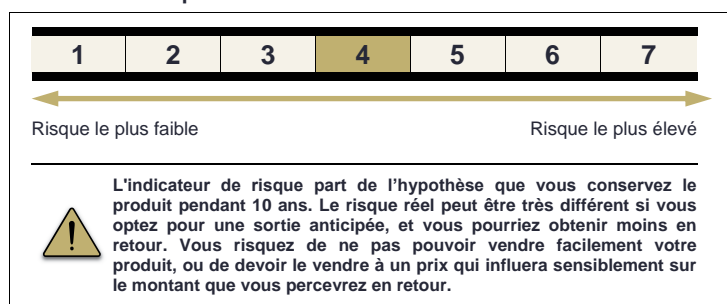 1 2 3 4 5 6 7
Risque le plus faible Risque le plus élevé
L'indicateur de risque part de l’hypothèse que vous conservez le
produit pendant 10 ans. Le risque réel peut être très différent si vous
optez pour une sortie anticipée, et vous pourriez obtenir moins en
retour. Vous risquez de ne pas pouvoir vendre facilement votre
produit, ou de devoir le vendre à un prix qui influera sensiblement sur
le montant que vous percevrez en retour.